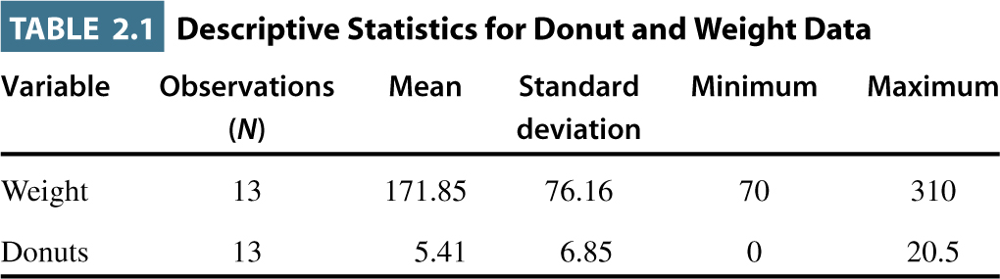 TABLE 2.1 Descriptive Statistics for Donut and Weight Data
Variable Observations (N) Mean Standard deviation Minimum Maximum
Weight 13 171.85 76.16 70 310
Donuts 13 5.41 6.85 0 20.5